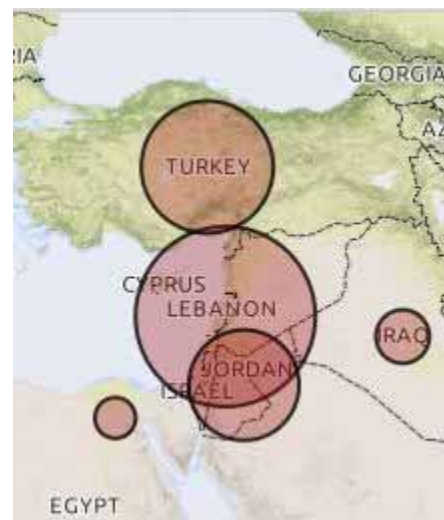 IA
GEORGIA
AZ
TURKEY
CYPRUS
LEBANON
IRAQ
JORDAN
ISRAEL
EGYPT